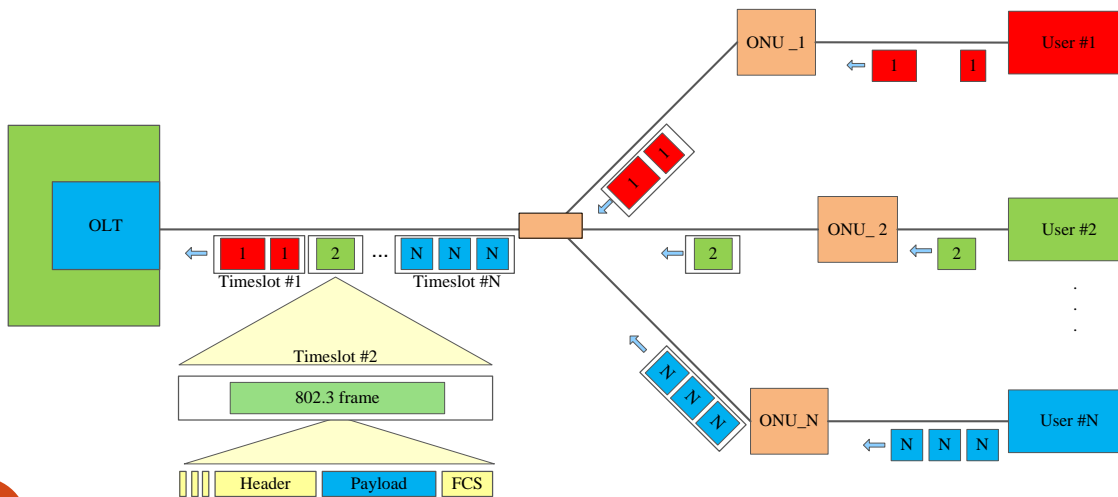 ONU _1
User #1
1
1
1
1
OLT
ONU_ 2
User #2
1
1
2
...
N
N
N
2
2
Timeslot #1
Timeslot #N
.
.
.
Timeslot #2
N
N
N
802.3 frame
ONU_N
User #N
N
N
N
Header
Payload
FCS